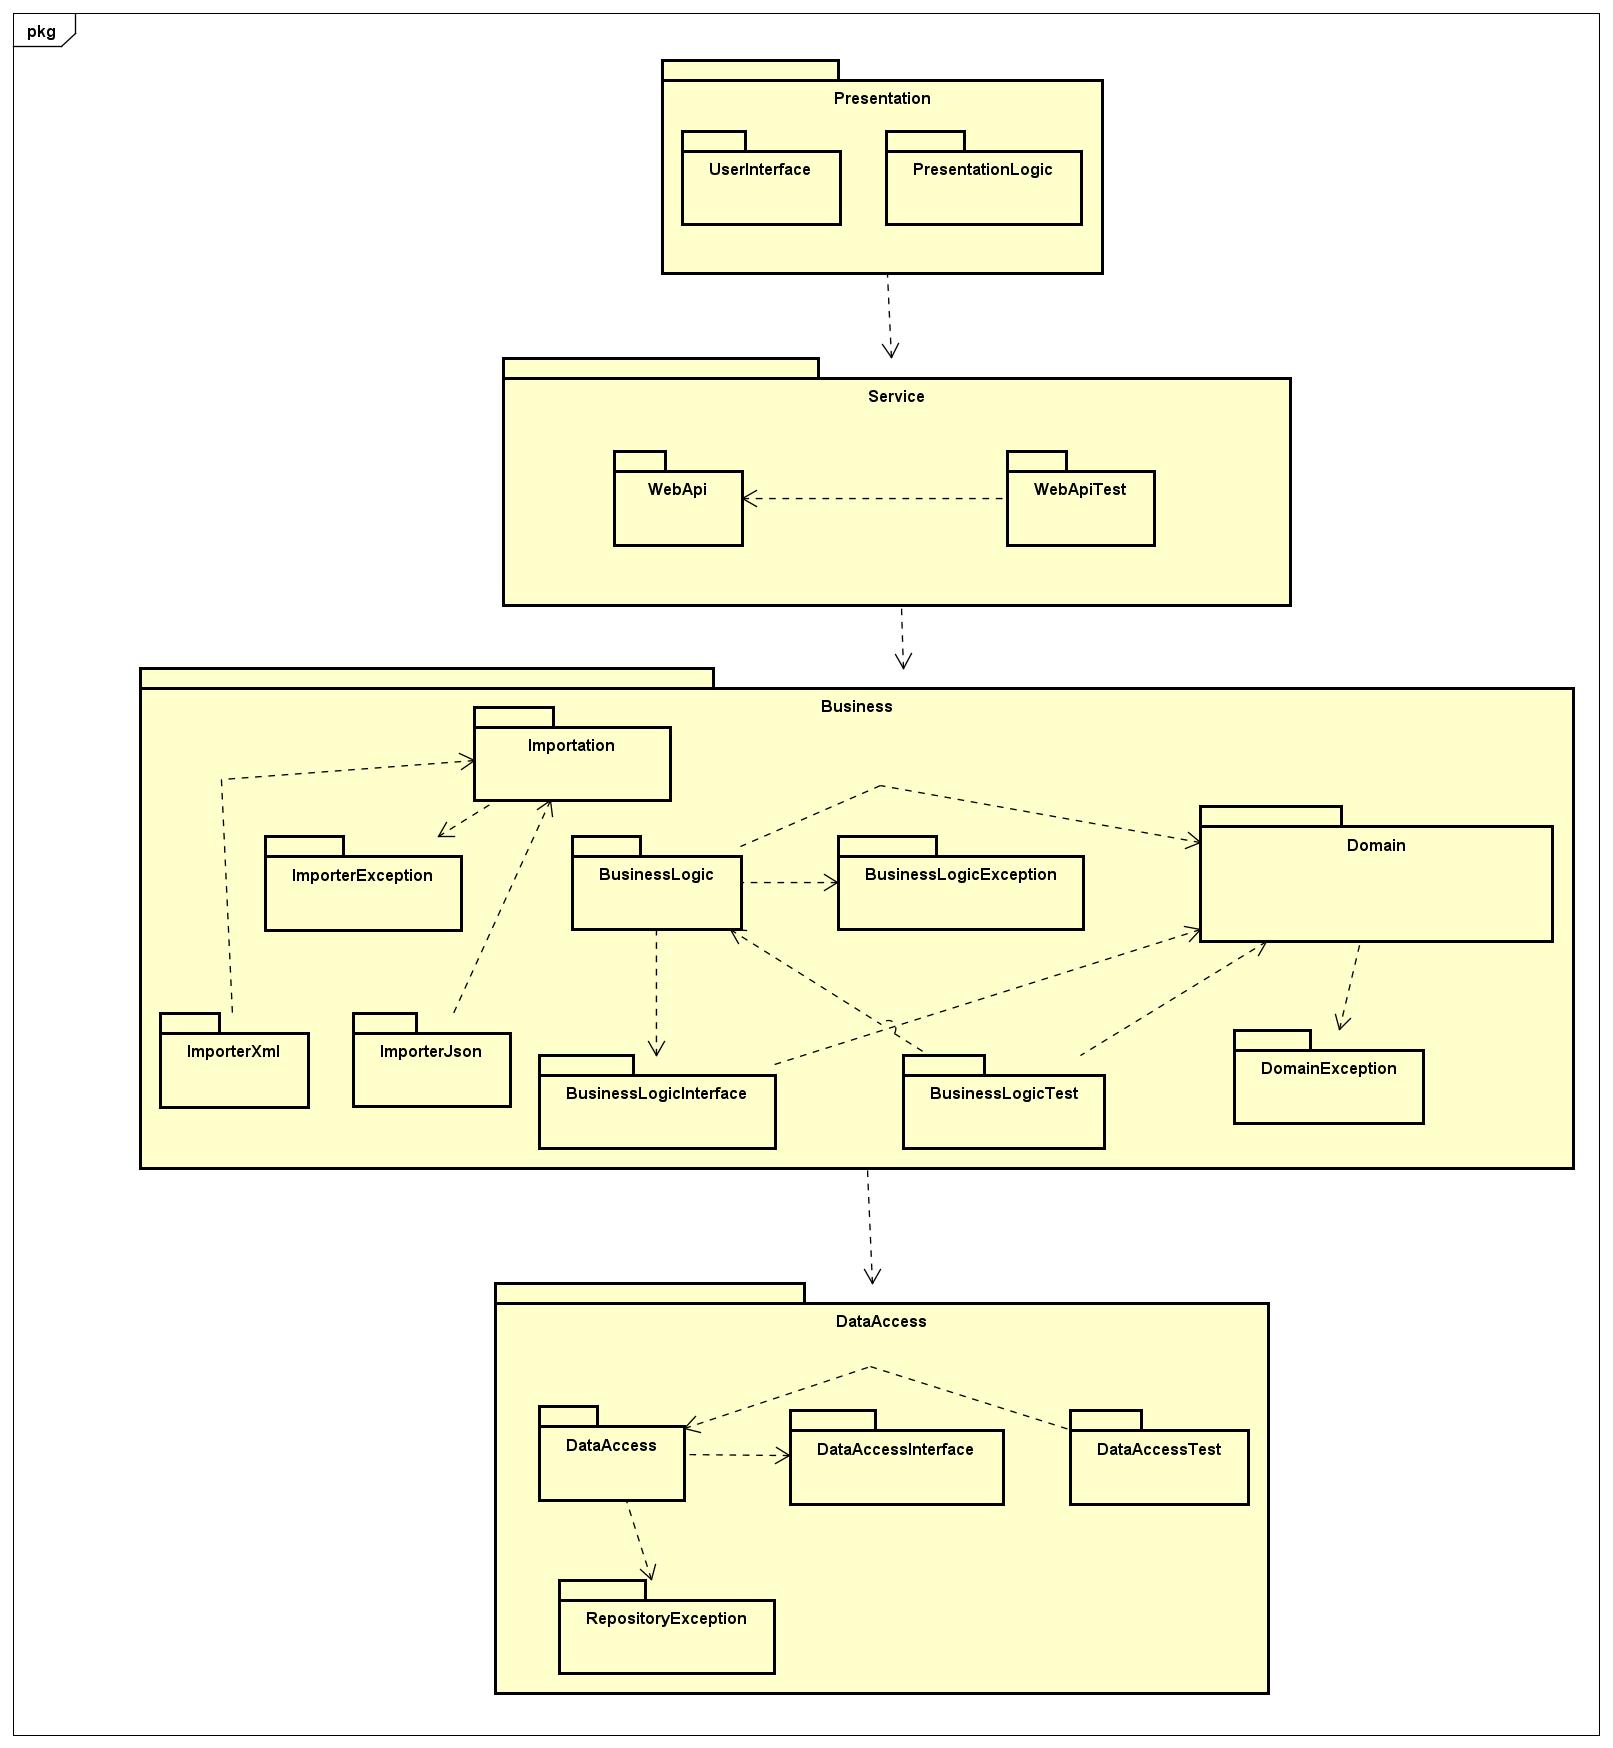 pkg
Presentation
UserInterface
PresentationLogic
Service
WebApi
WebApiTest
Business
Importation
Domain
ImporterException
BusinessLogic
BusinessLogicException
ImporterXml
ImporterJson
BusinessLogicInterface
BusinessLogicTest
DomainException
DataAccess
DataAccess
DataAccessInterface
DataAccessTest
RepositoryException